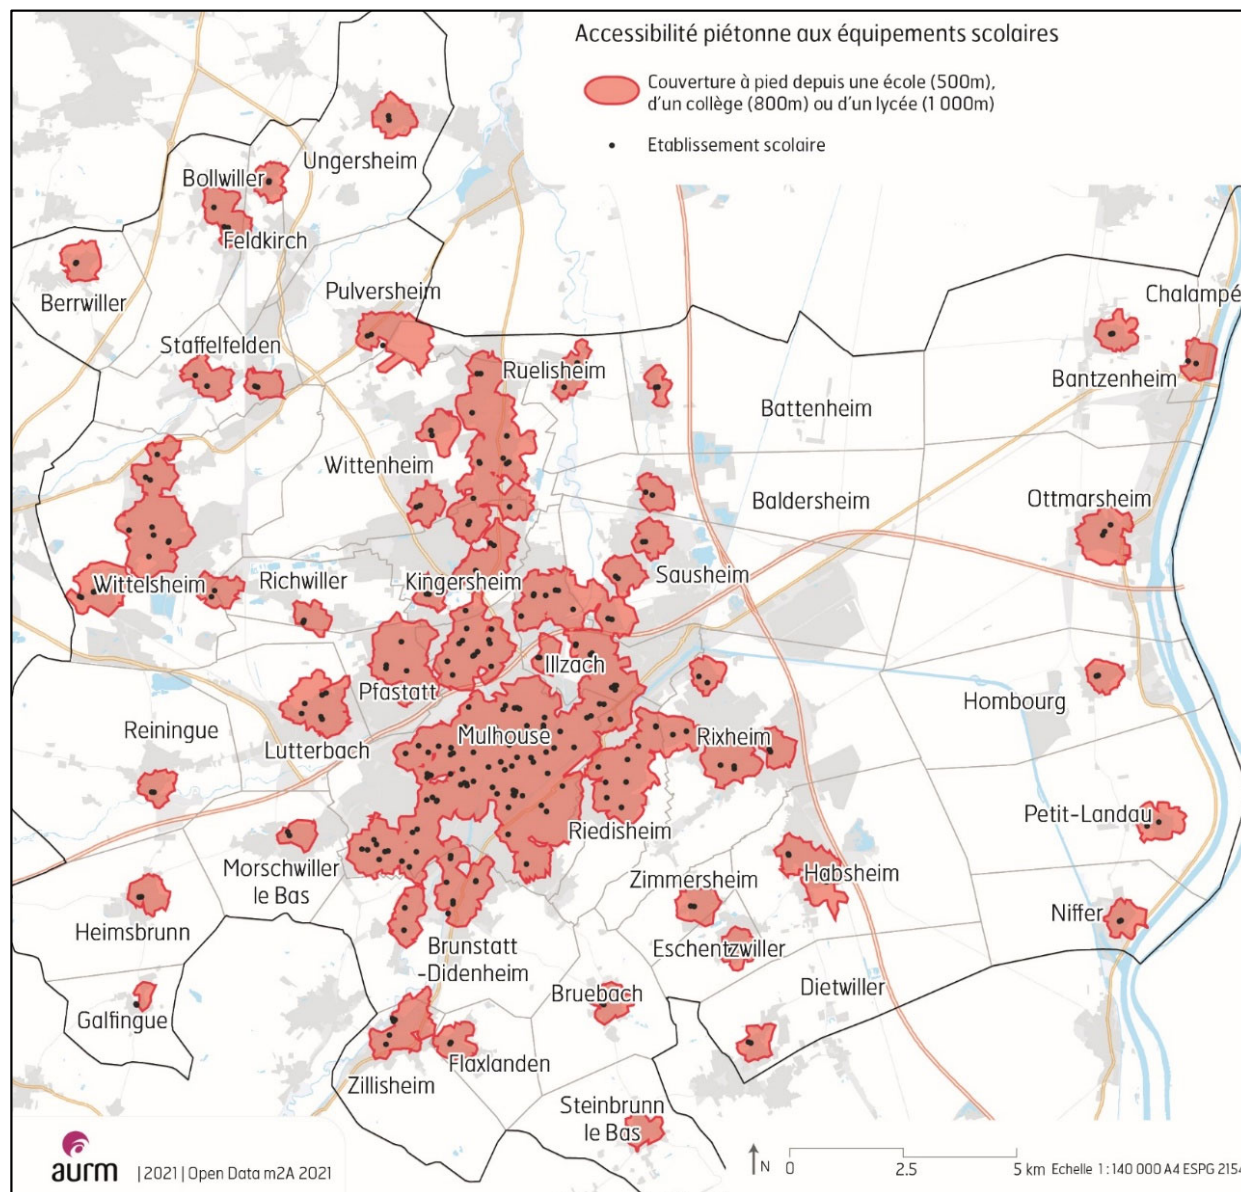 Accessibilité piétonne aux équipements scolaires
Couverture à pied depuis une école (500m),
d'un collège (800m) ou d'un lycée (1 000m)
Etablissement scolaire
Ungersheim
Bollwiller
Feldkirch
Berrwiller
Pulversheim
Chalampé
Staffelfelden
Ruelisheim
Bantzenheim
Battenheim
Wittenheim
Baldersheim
Ottmarsheim
Wittelsheim
Richwiller
Kingersheim
Sausheim
Illzach
Pfastatt
Hombourg
Reiningue
Lutterbach
Mulhouse
Rixheim
Petit-Landau
Riedisheim
Morschwiller
le Bas
Zimmersheim
Habsheim
Heimsbrunn
Niffer
Eschentzwiller
Brunstatt
-Didenheim
Bruebach
Dietwiller
Galfingue
Flaxlanden
Zillisheim
Steinbrunn
le Bas
aurm
| 2021 | Open Data m2A 2021
N
0 2.5 5 km Echelle 1 : 140 000 A4 ESPG 2154